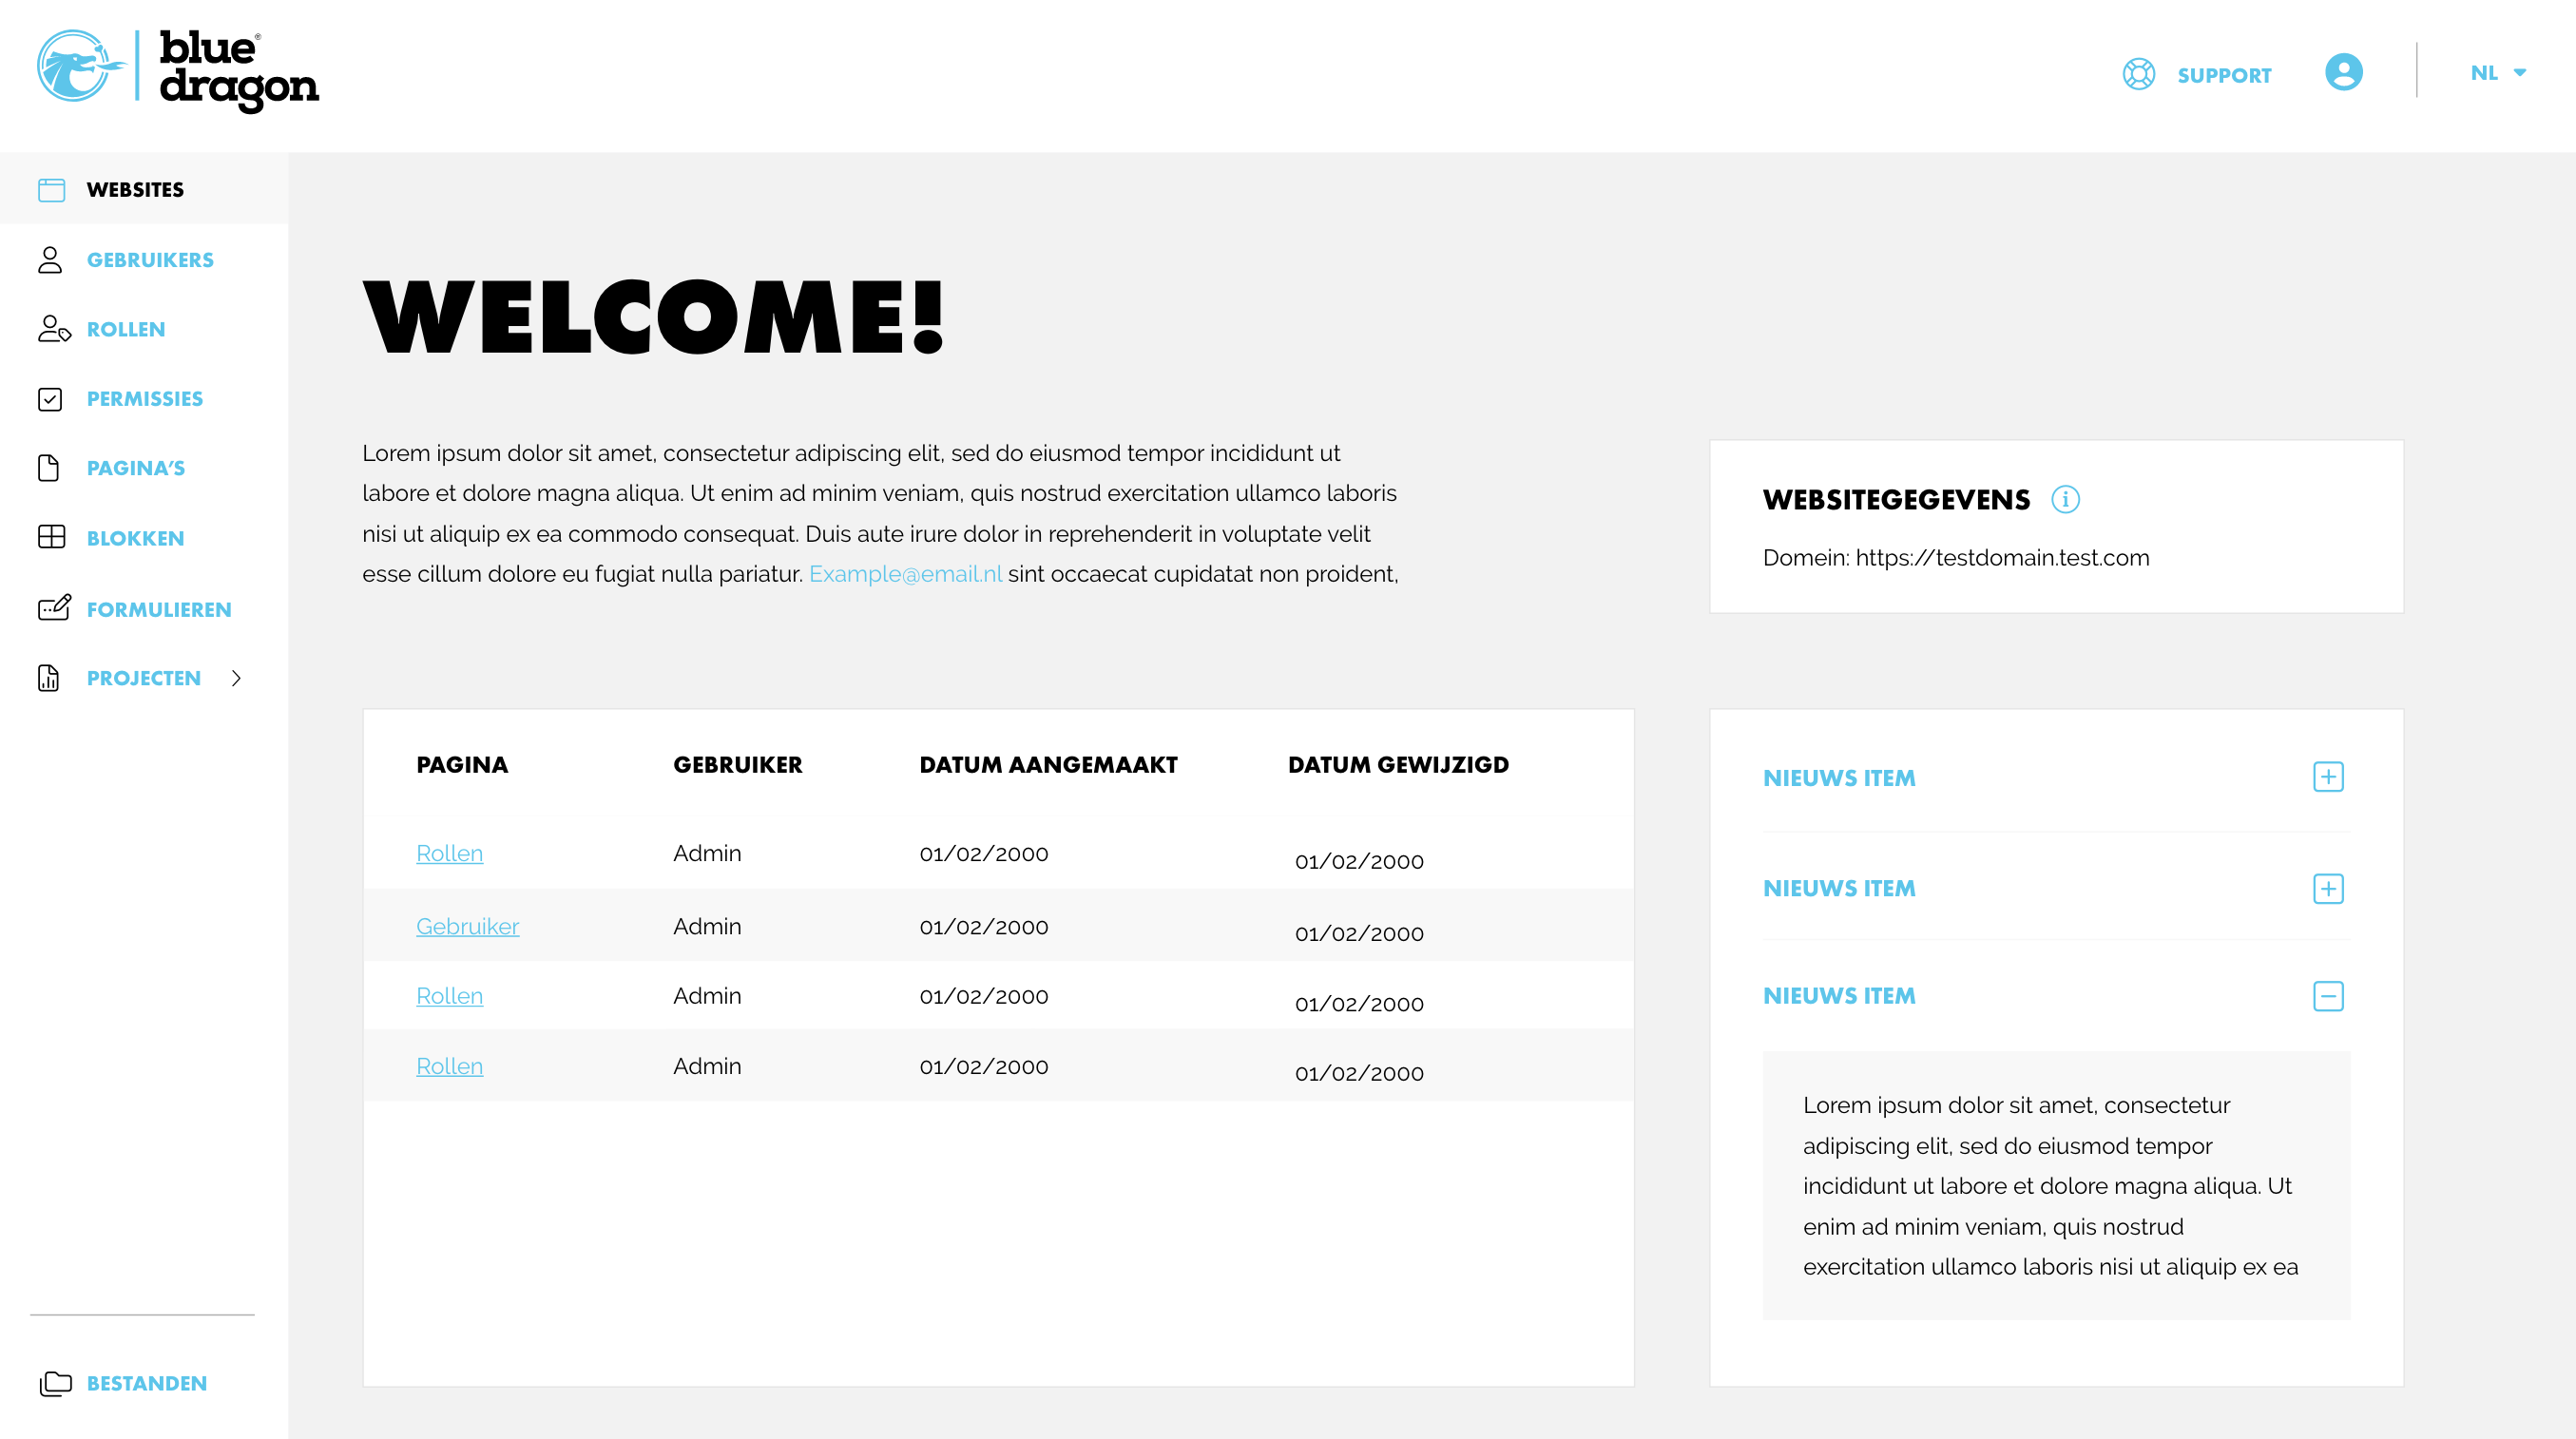 blue®
dragon
SUPPORT
NL
WEBSITES
GEBRUIKERS
ROLLEN
PERMISSIES
PAGINA’S
BLOKKEN
FORMULIEREN
PROJECTEN
BESTANDEN
WELCOME!
Lorem ipsum dolor sit amet, consectetur adipiscing elit, sed do eiusmod tempor incididunt ut
labore et dolore magna aliqua. Ut enim ad minim veniam, quis nostrud exercitation ullamco laboris
nisi ut aliquip ex ea commodo consequat. Duis aute irure dolor in reprehenderit in voluptate velit
esse cillum dolore eu fugiat nulla pariatur. Example@email.nl sint occaecat cupidatat non proident,
WEBSITEGEGEVENS
Domein: https://testdomain.test.com
PAGINA GEBRUIKER DATUM AANGEMAAKT DATUM GEWIJZIGD
Rollen Admin 01/02/2000 01/02/2000
Gebruiker Admin 01/02/2000 01/02/2000
Rollen Admin 01/02/2000 01/02/2000
Rollen Admin 01/02/2000 01/02/2000
NIEUWS ITEM
NIEUWS ITEM
NIEUWS ITEM
Lorem ipsum dolor sit amet, consectetur
adipiscing elit, sed do eiusmod tempor
incididunt ut labore et dolore magna aliqua. Ut
enim ad minim veniam, quis nostrud
exercitation ullamco laboris nisi ut aliquip ex ea